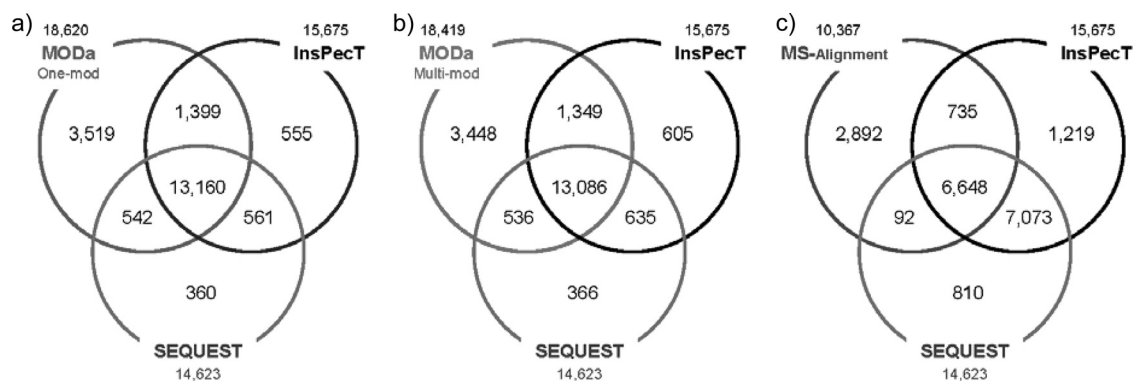 a)
18,620
15,675
MODa
InsPecT
One-mod
1,399
3,519
555
13,160
542
561
360
SEQUEST
14,623
b)
18,419
15,675
MODa
InsPecT
Multi-mod
1,349
3,448
605
13,086
536
635
366
SEQUEST
14,623
c)
10,367
15,675
MS-Alignment
InsPecT
735
2,892
1,219
6,648
92
7,073
810
SEQUEST
14,623